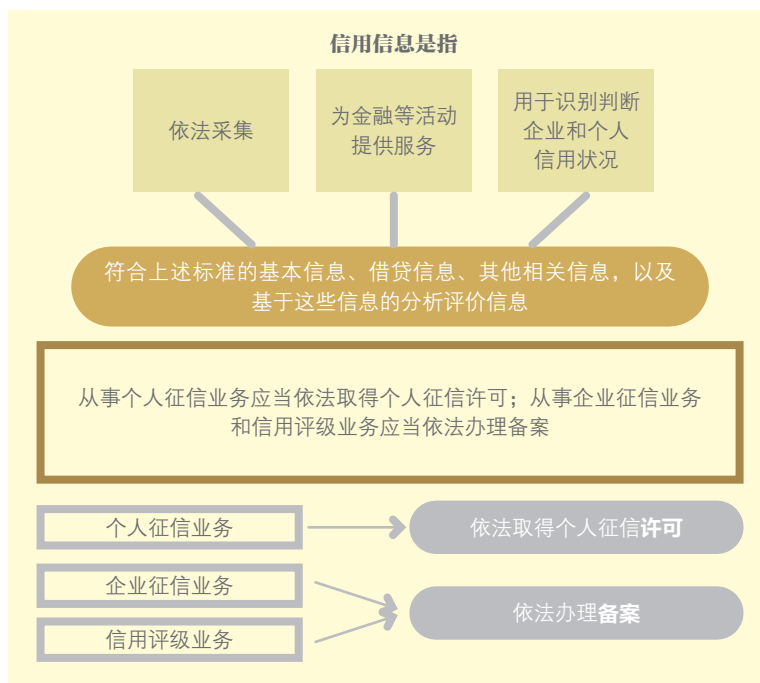 信用信息是指
依法采集
为金融等活动
提供服务
用于识别判断
企业和个人
信用状况
符合上述标准的基本信息、借贷信息、其他相关信息，以及
基于这些信息的分析评价信息
从事个人征信业务应当依法取得个人征信许可；从事企业征信业务
和信用评级业务应当依法办理备案
个人征信业务
依法取得个人征信许可
企业征信业务
信用评级业务
依法办理备案